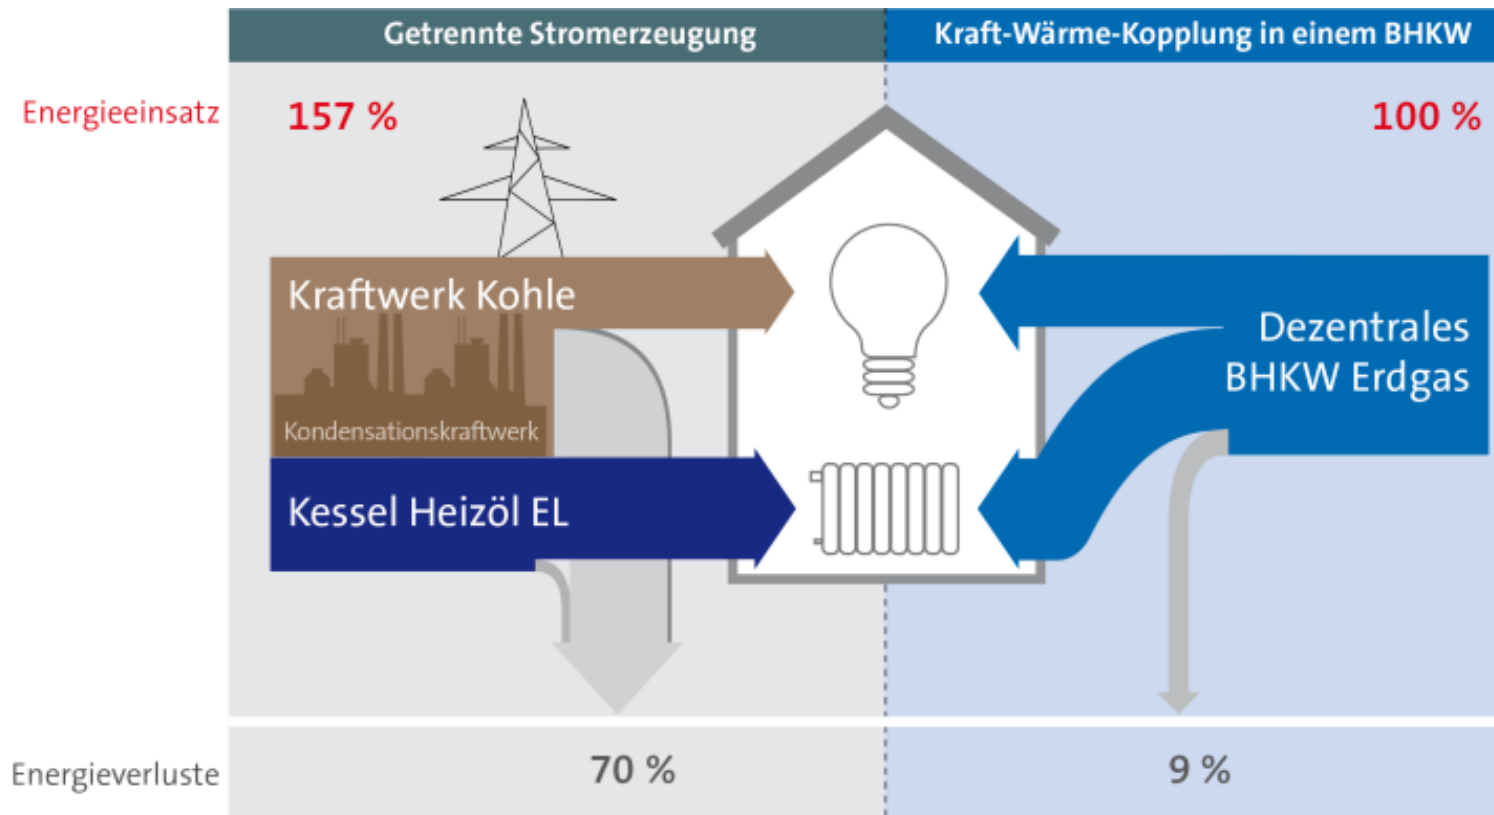 Getrennte Stromerzeugung
Kraft-Wärme-Kopplung in einem BHKW
Energieeinsatz
157 %
100 %
Kraftwerk Kohle
Kondensationskraftwerk
Kessel Heizöl EL
Dezentrales
BHKW Erdgas
Energieverluste
70 %
9 %